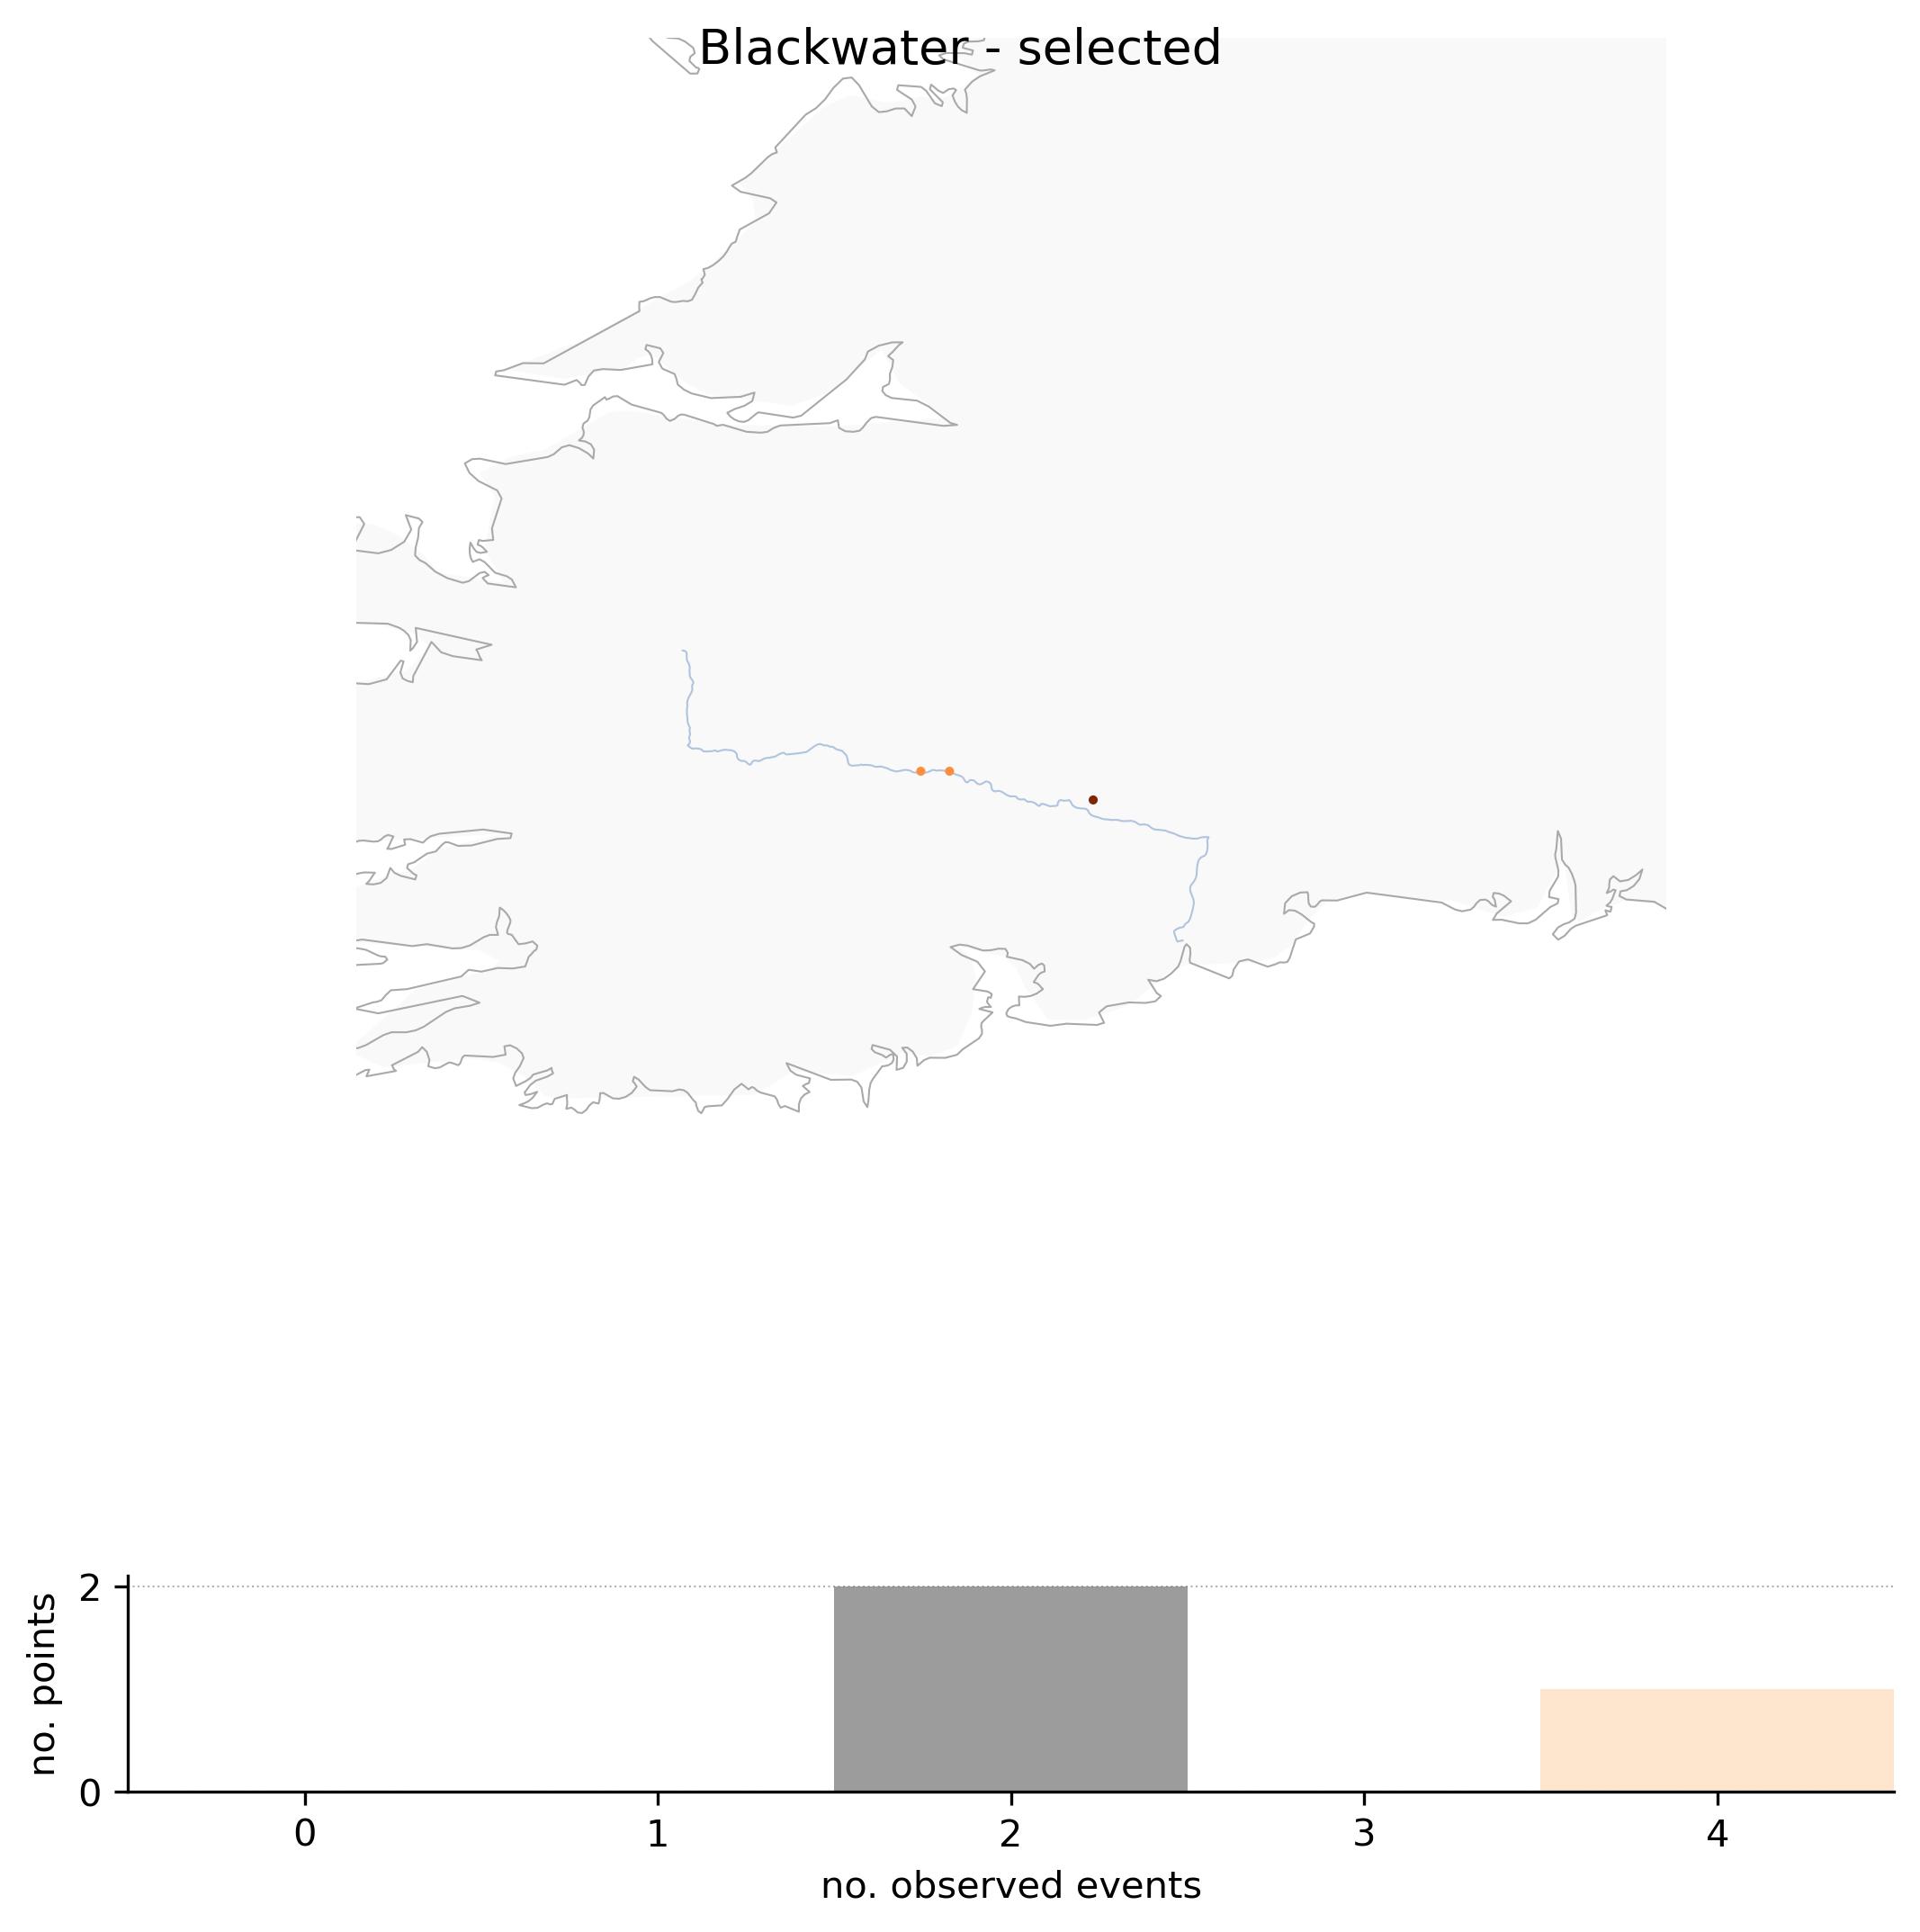 Blackwater - selected
2
0
no. points
0 1 2 3 4
no. observed events